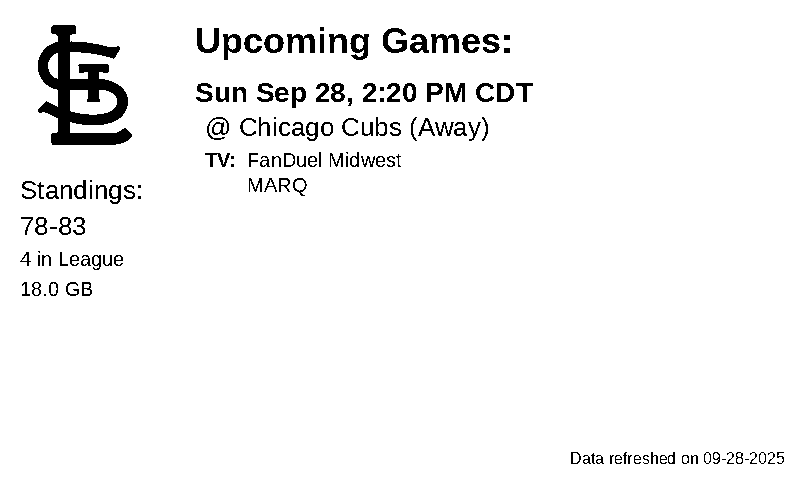 STL
Upcoming Games:
Sun Sep 28, 2:20 PM CDT
@ Chicago Cubs (Away)
TV: FanDuel Midwest
MARQ
Standings:
78-83
4 in League
18.0 GB
Data refreshed on 09-28-2025